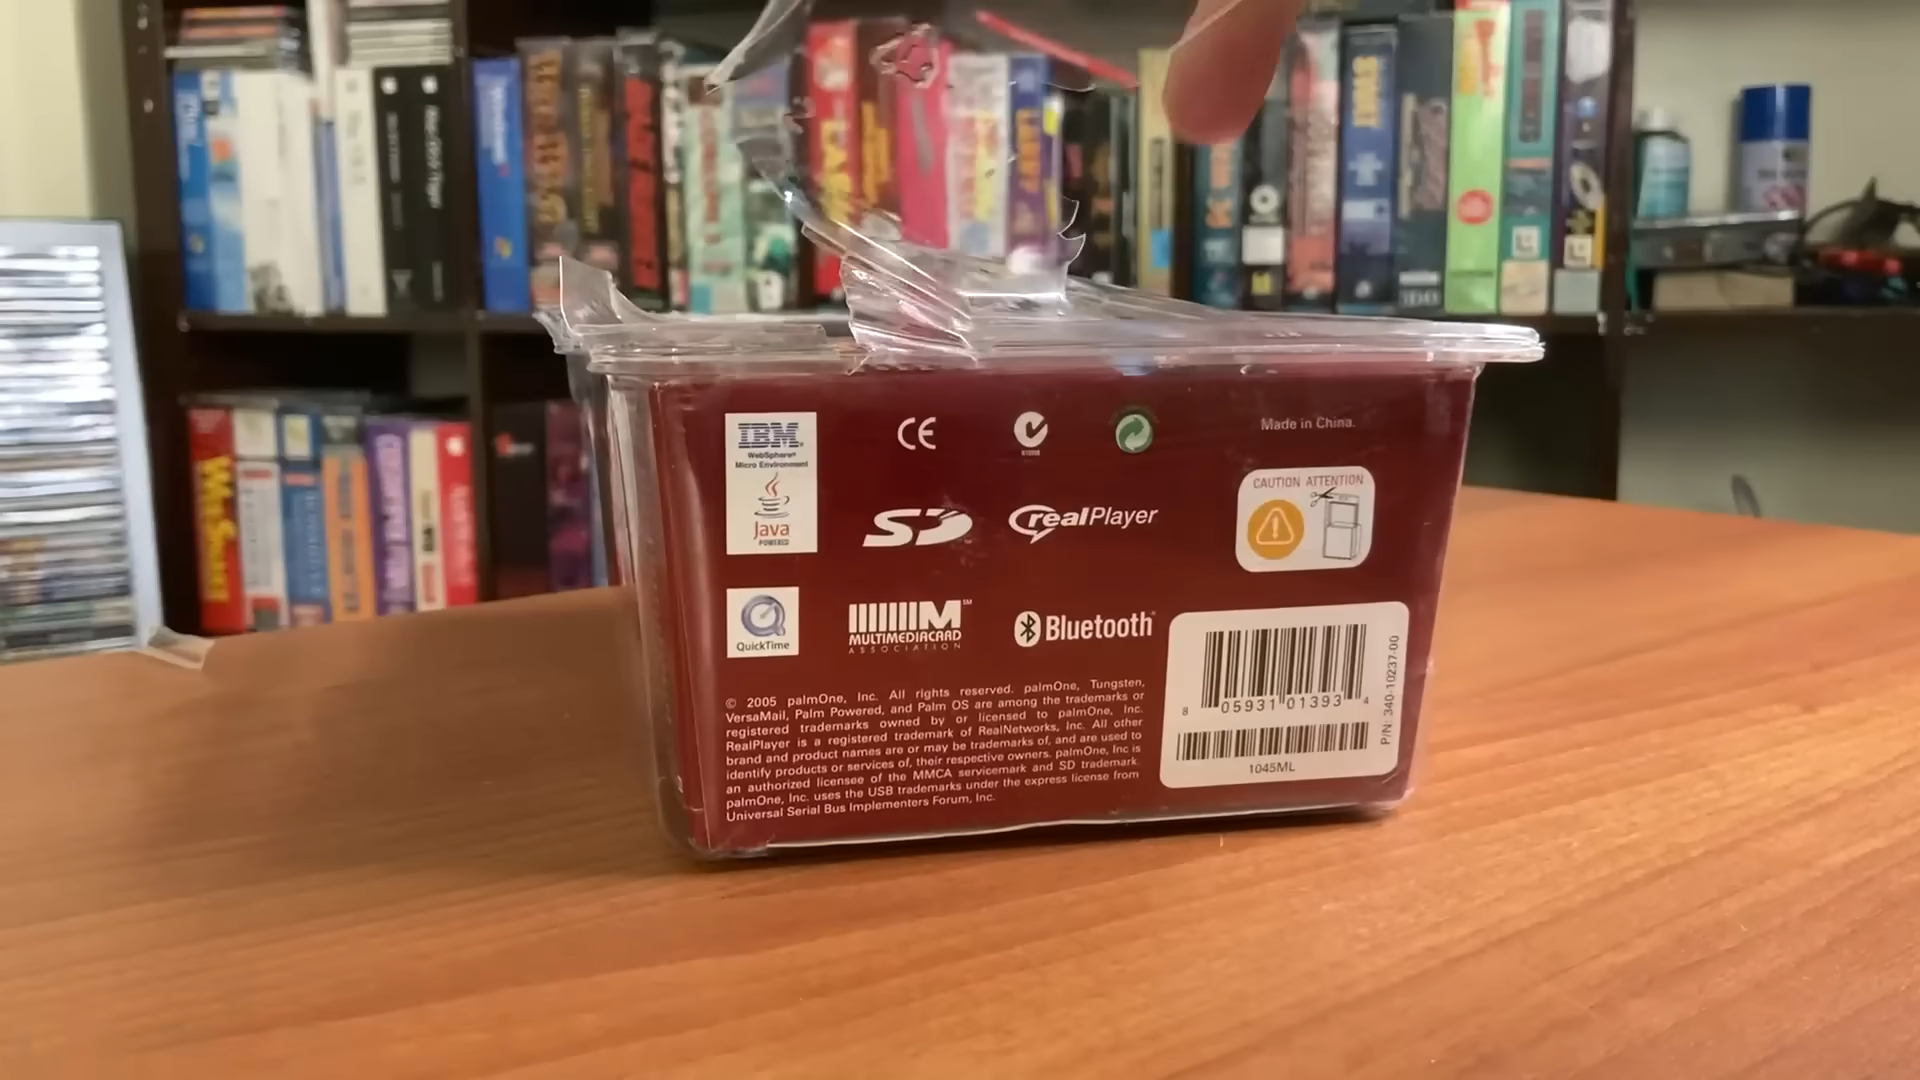 IBM
WebSphere®
Micro Environment
Java
POWERED
CE
Made in China.
CAUTION ATTENTION
SD
realPlayer
QuickTime
M
MULTIMEDIACARD
ASSOCIATION
Bluetooth
© 2005 palmOne, Inc. All rights reserved. palmOne, Tungsten,
VersaMail, Palm Powered, and Palm OS are among the trademarks or
registered trademarks owned by or licensed to palmOne, Inc.
RealPlayer is a registered trademark of RealNetworks, Inc. All other
brand and product names are or may be trademarks of, and are used to
identify products or services of, their respective owners. palmOne, Inc is
an authorized licensee of the MMCA servicemark and SD trademark.
palmOne, Inc. uses the USB trademarks under the express license from
Universal Serial Bus Implementers Forum, Inc.
8 05931 01393 4
1045ML
P/N: 340-10237-00